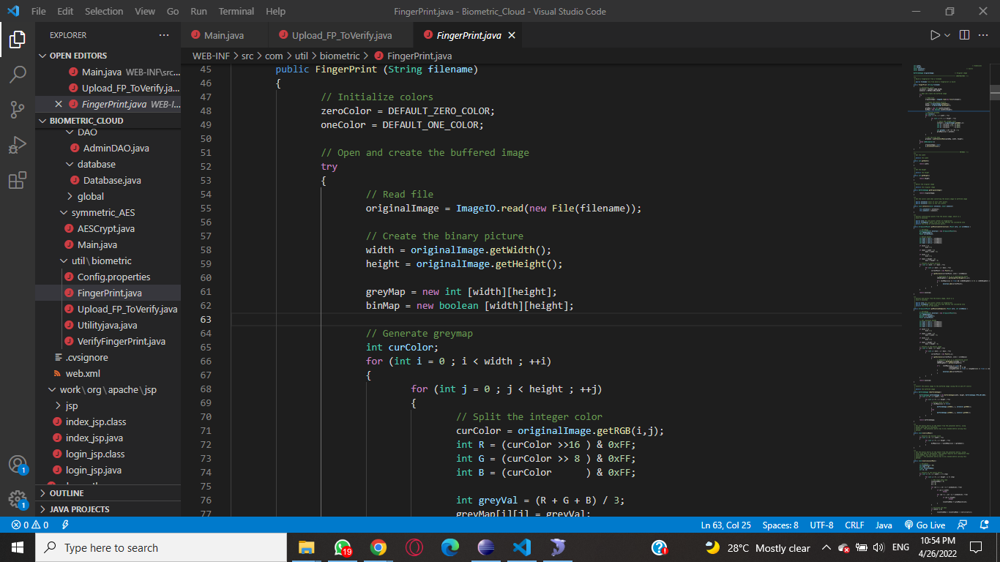 File Edit Selection View Go Run Terminal Help FingerPrint.java - Biometric_Cloud - Visual Studio Code
EXPLORER ···
Main.java Upload_FP_ToVerify.java FingerPrint.java
OPEN EDITORS
Main.java WEB-INF\src...
Upload_FP_ToVerify.ja...
FingerPrint.java WEB-I...
BIOMETRIC_CLOUD
DAO
AdminDAO.java
database
Database.java
global
symmetric_AES
AESCrypt.java
Main.java
util\biometric
Config.properties
FingerPrint.java
Upload_FP_ToVerify.java
Utilityjava.java
VerifyFingerPrint.java
.cvsignore
web.xml
work\org\apache\jsp
jsp
index_jsp.class
index_jsp.java
login_jsp.class
login_jsp.java
OUTLINE
JAVA PROJECTS
1
1
WEB-INF > src > com > util > biometric > FingerPrint.java
45 public FingerPrint (String filename)
46 {
47 // Initialize colors
48 zeroColor = DEFAULT_ZERO_COLOR;
49 oneColor = DEFAULT_ONE_COLOR;
50
51 // Open and create the buffered image
52 try
53 {
54 // Read file
55 originalImage = ImageIO.read(new File(filename));
56
57 // Create the binary picture
58 width = originalImage.getWidth();
59 height = originalImage.getHeight();
60
61 greyMap = new int [width][height];
62 binMap = new boolean [width][height];
63
64 // Generate greymap
65 int curColor;
66 for (int i = 0 ; i < width ; ++i)
67 {
68 for (int j = 0 ; j < height ; ++j)
69 {
70 // Split the integer color
71 curColor = originalImage.getRGB(i,j);
72 int R = (curColor >>16 ) & 0xFF;
73 int G = (curColor >> 8 ) & 0xFF;
74 int B = (curColor      ) & 0xFF;
75
76 int greyVal = (R + G + B) / 3;
77 greyMap[i][j] = greyVal;
0 0 Ln 63, Col 25 Spaces: 8 UTF-8 CRLF Java Go Live
Type here to search 19 28°C Mostly clear ENG 10:54 PM
4/26/2022